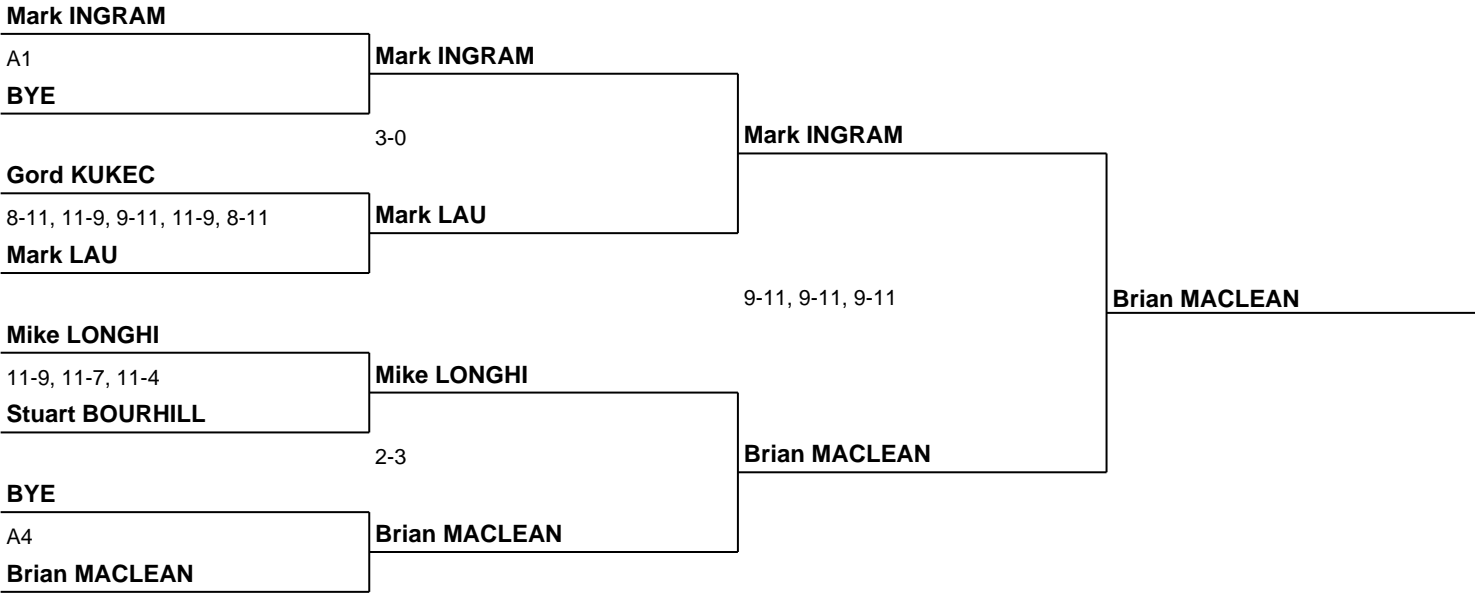 Mark INGRAM
A1
BYE
Mark INGRAM
3-0
Gord KUKEC
8-11, 11-9, 9-11, 11-9, 8-11
Mark LAU
Mark LAU
Mark INGRAM
9-11, 9-11, 9-11
Brian MACLEAN
Mike LONGHI
11-9, 11-7, 11-4
Stuart BOURHILL
Mike LONGHI
2-3
Brian MACLEAN
BYE
A4
Brian MACLEAN
Brian MACLEAN